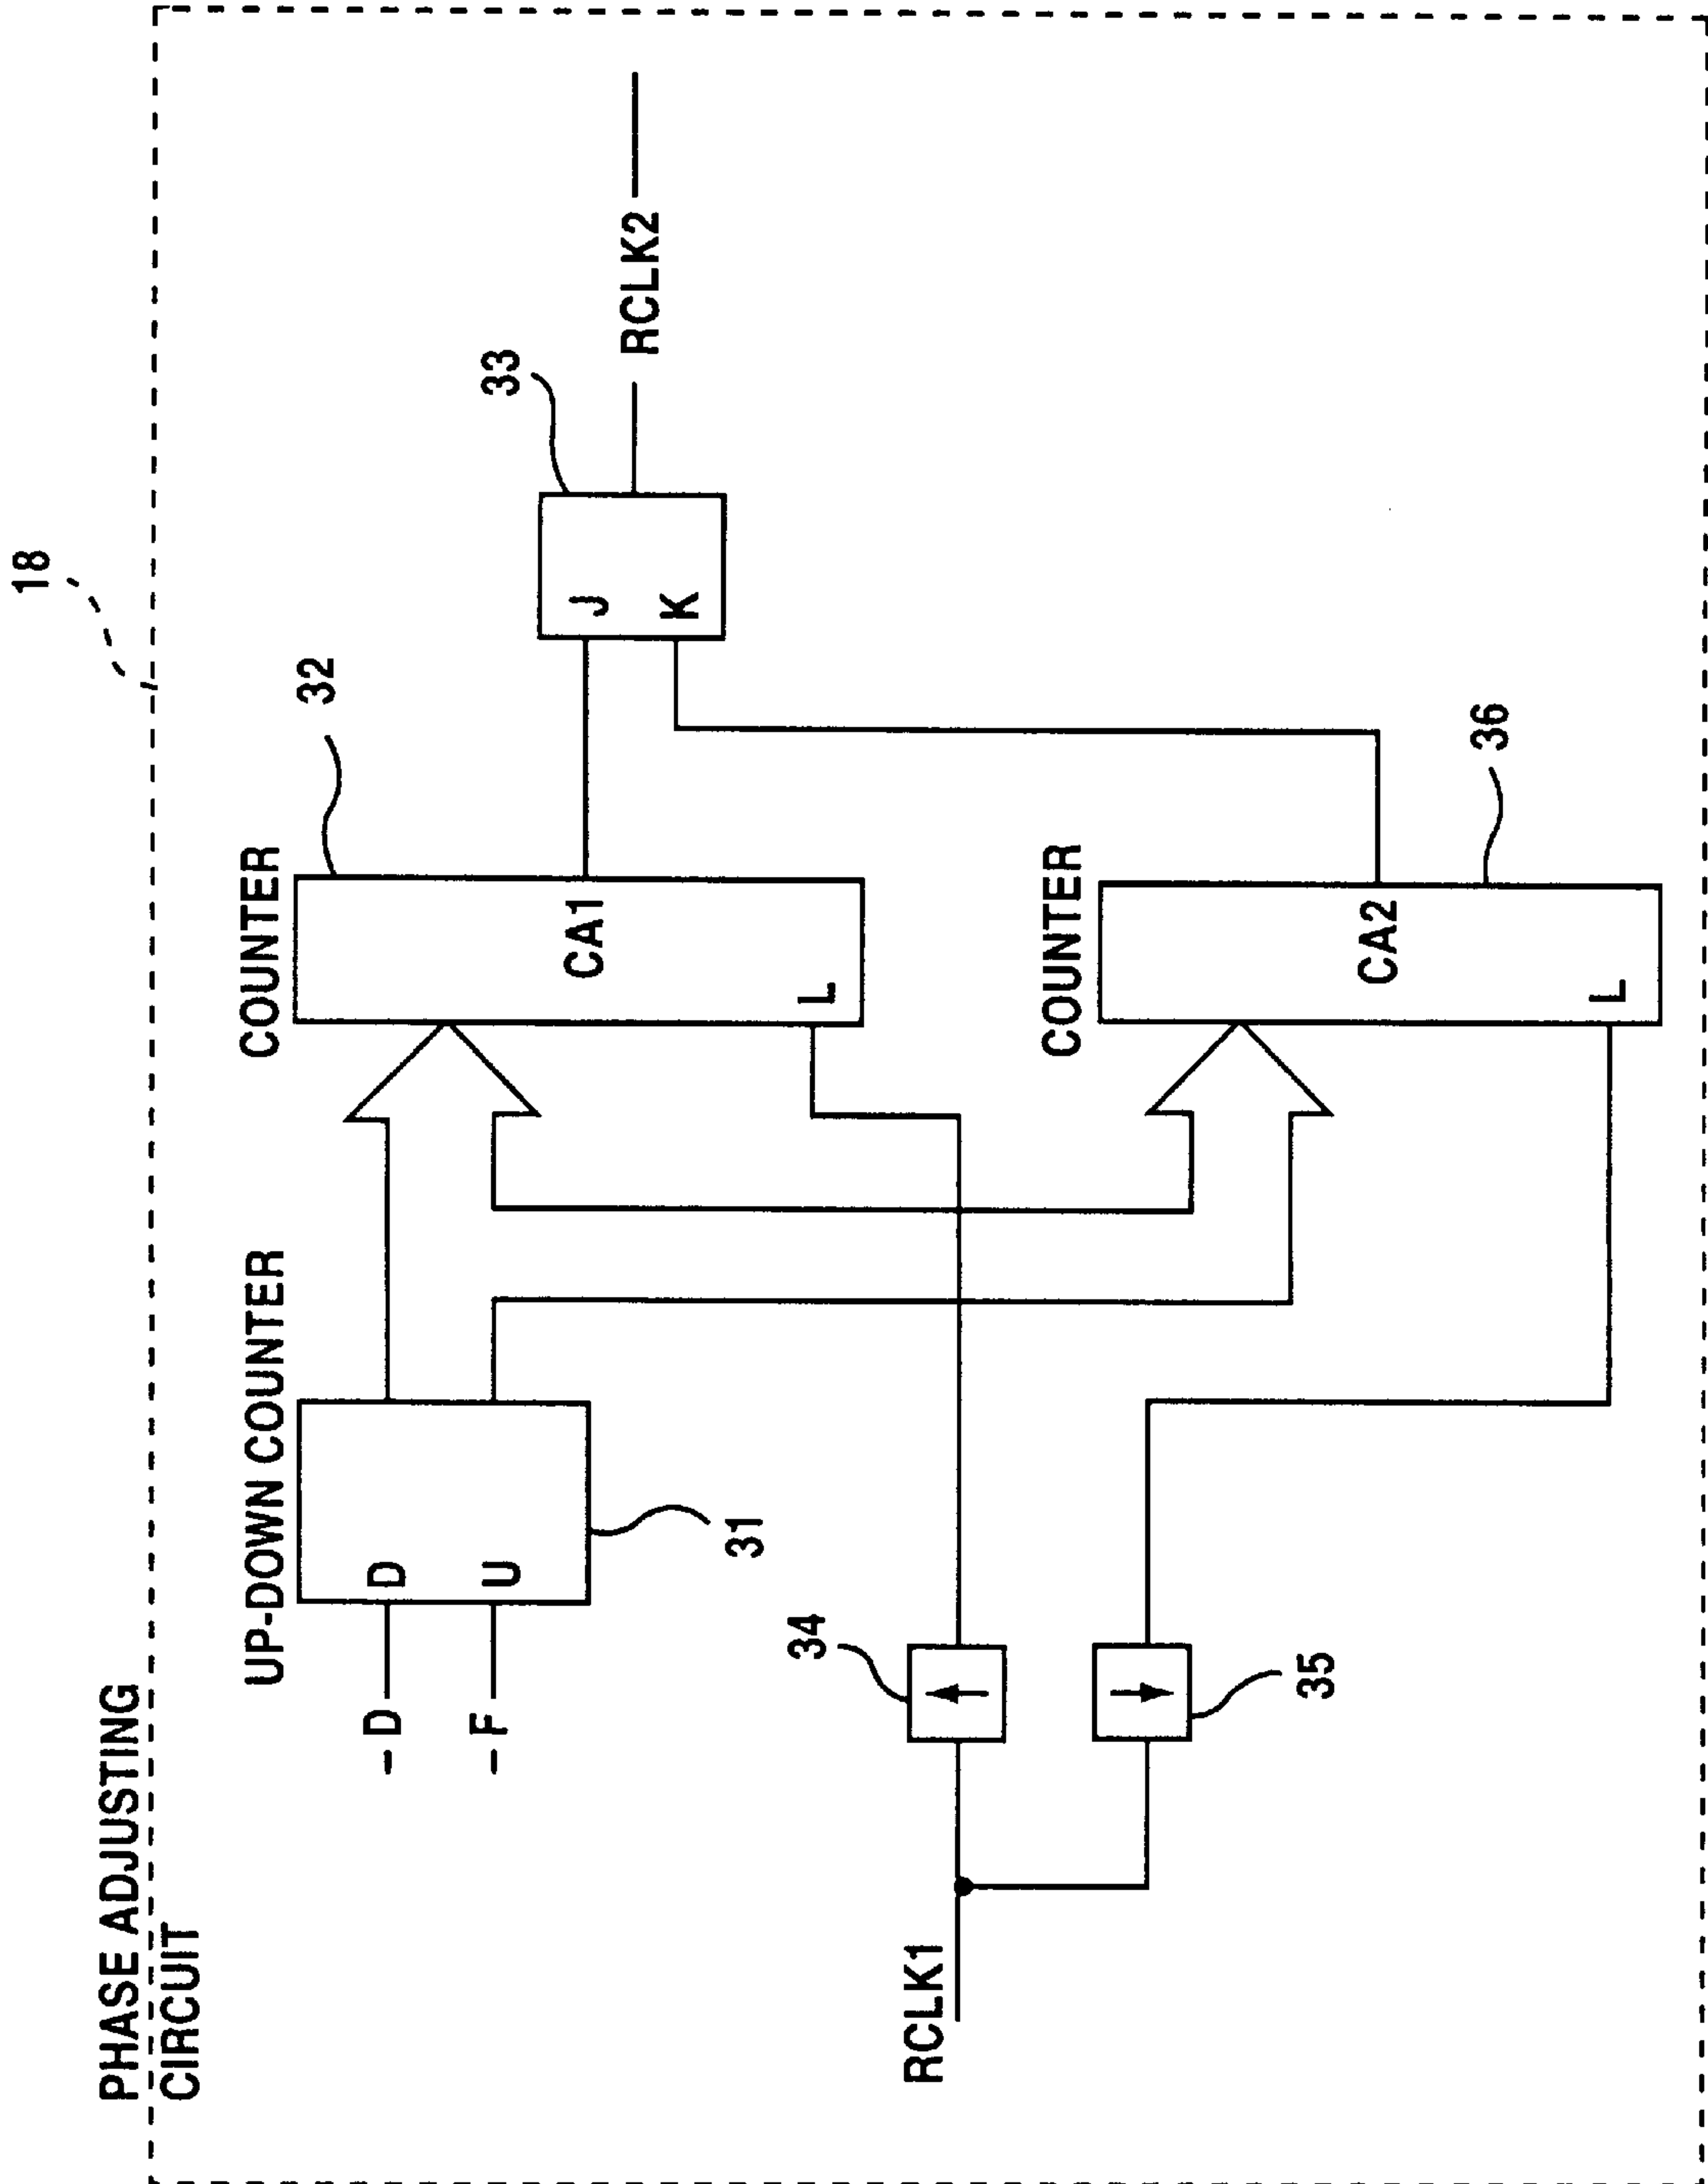 PHASE ADJUSTING
CIRCUIT
18
UP-DOWN COUNTER
COUNTER
32
-D
D
-F
U
31
CA1
L
33
J
K
RCLK2
RCLK1
34
35
COUNTER
CA2
L
36